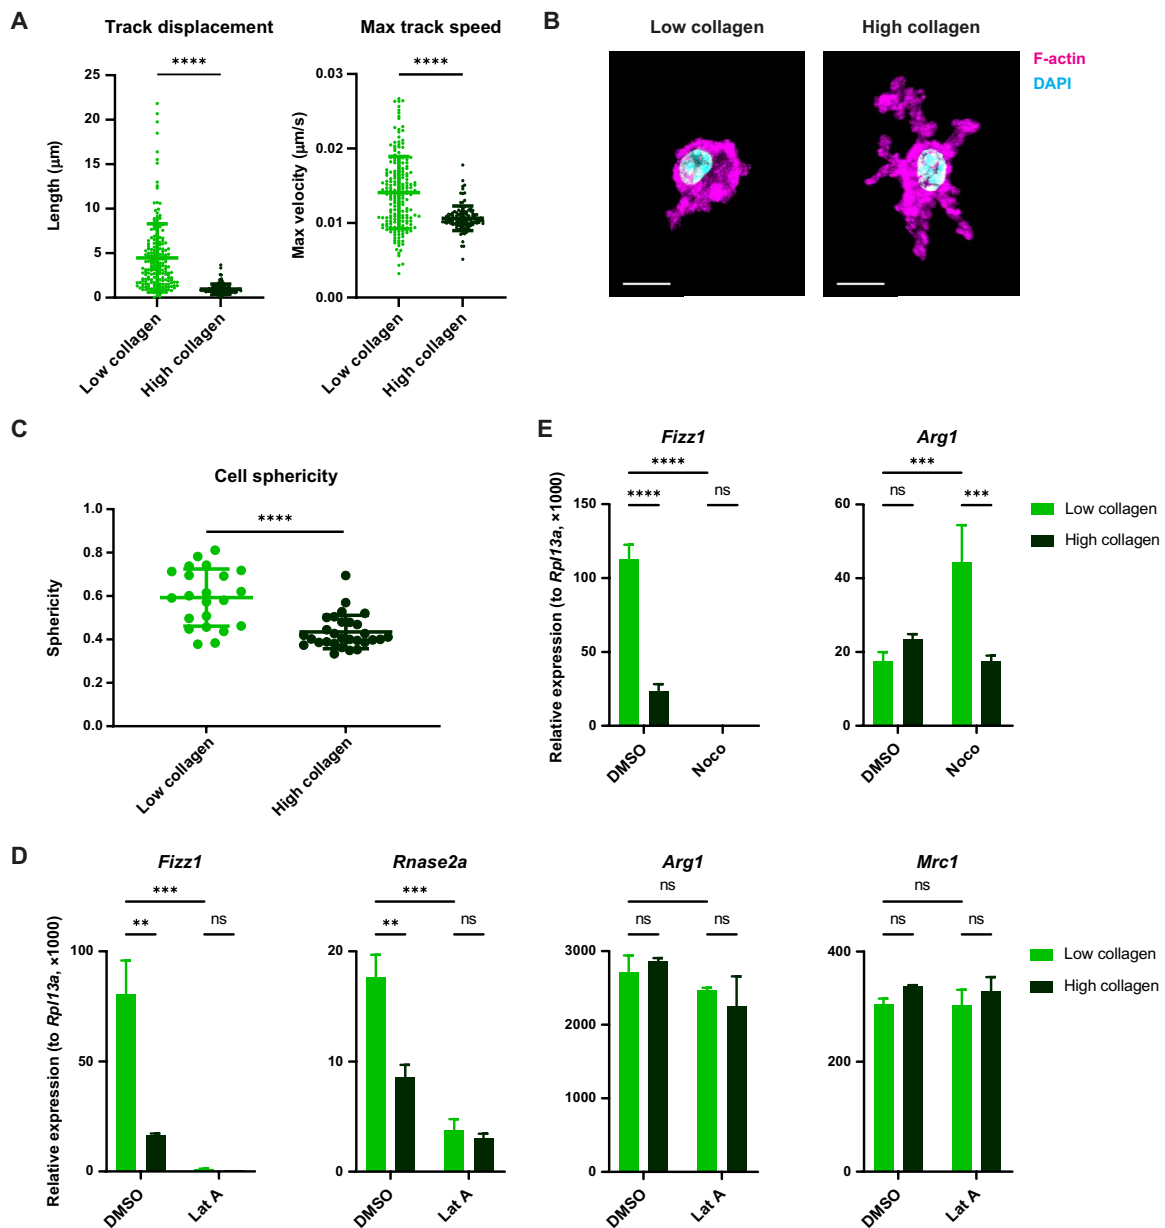 A
Track displacement
Max track speed
****
****
Length (μm)
25
20
15
10
5
0
Max velocity (μm/s)
0.03
0.02
0.01
0.00
Low collagen
High collagen
Low collagen
High collagen
B
Low collagen
High collagen
F-actin
DAPI
C
Cell sphericity
****
Sphericity
1.0
0.8
0.6
0.4
0.2
0.0
Low collagen
High collagen
E
Fizz1
Arg1
Relative expression (to Rpl13a, ×1000)
****
****
ns
150
100
50
0
DMSO
Noco
***
ns
***
60
40
20
0
DMSO
Noco
Low collagen
High collagen
D
Fizz1
Rnase2a
Arg1
Mrc1
Relative expression (to Rpl13a, ×1000)
***
**
ns
100
50
0
DMSO
Lat A
***
**
ns
20
10
0
DMSO
Lat A
ns
ns
ns
3000
2000
1000
0
DMSO
Lat A
ns
ns
ns
400
200
0
DMSO
Lat A
Low collagen
High collagen